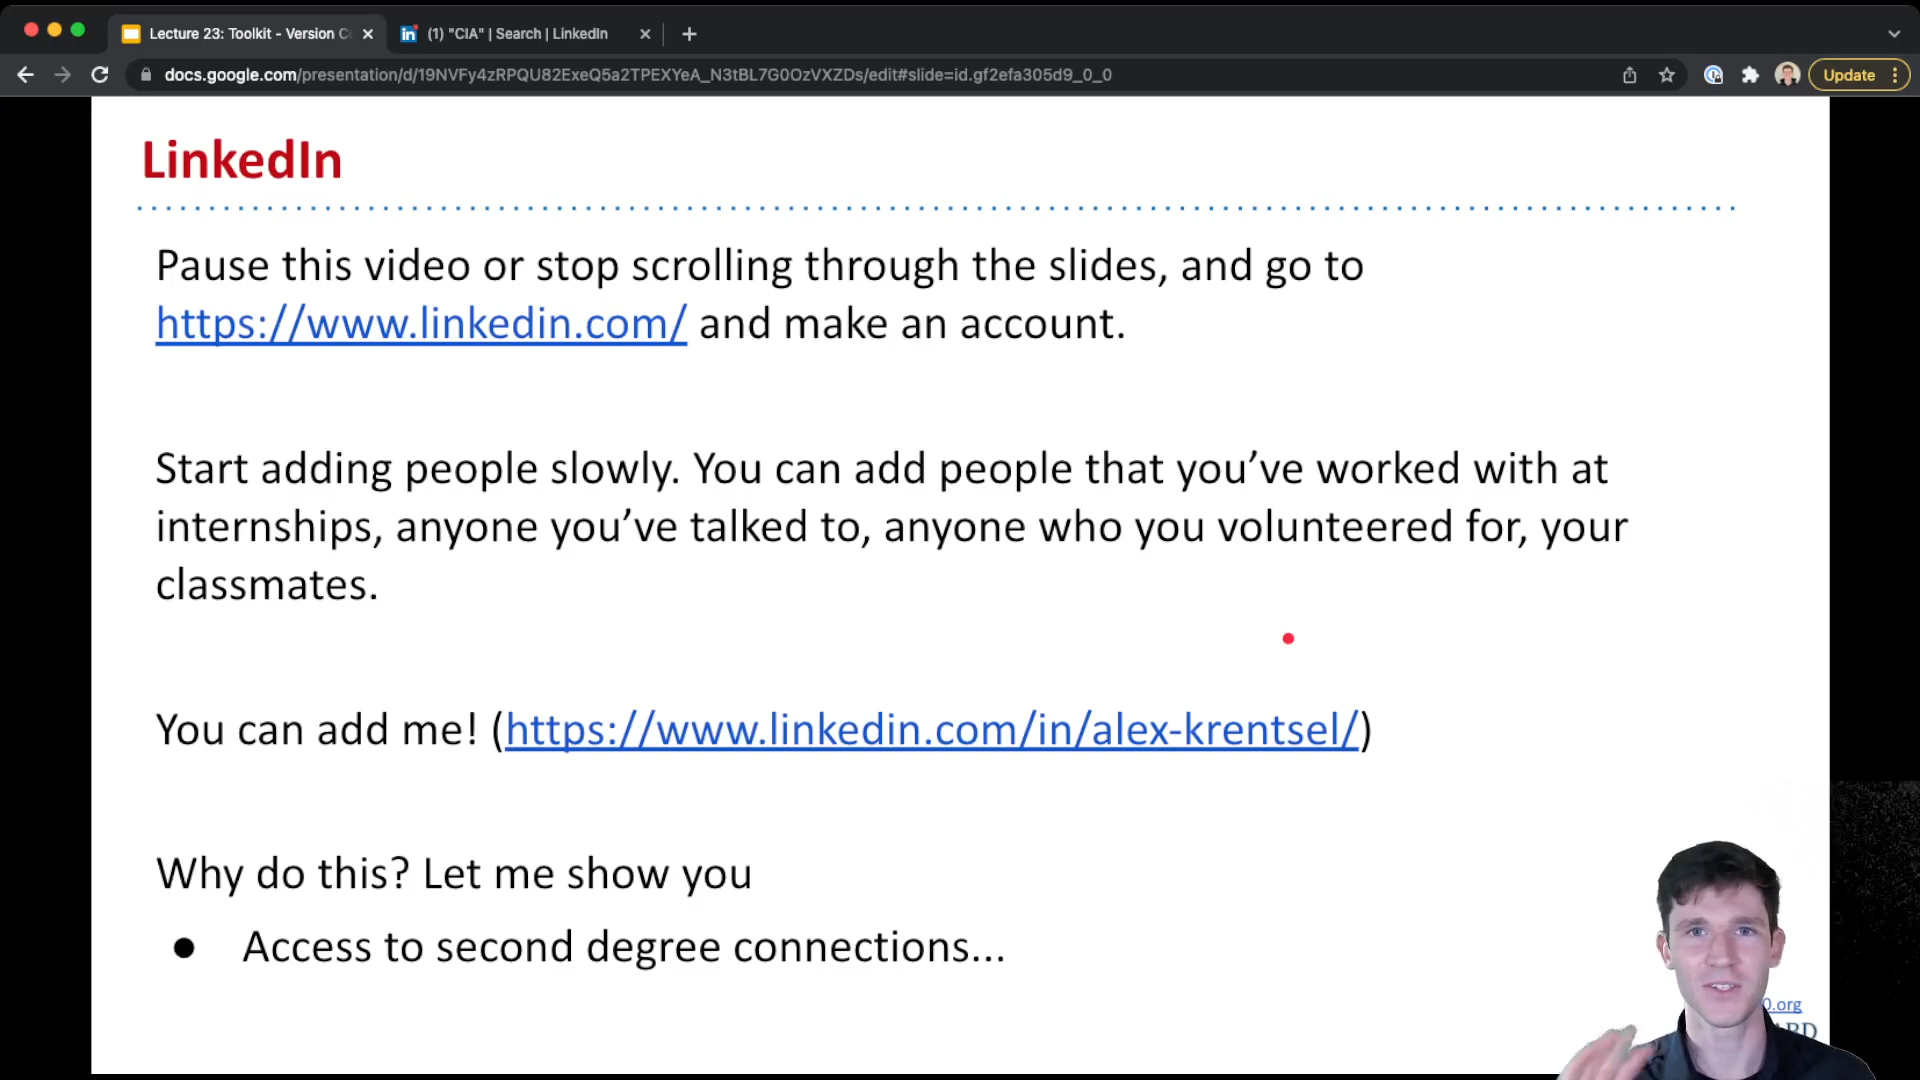 Lecture 23: Toolkit - Version C
(1) "CIA" | Search | LinkedIn
docs.google.com/presentation/d/19NVFy4zRPQU82ExeQ5a2TPEXYeA_N3tBL7G0OzVXZDs/edit#slide=id.gf2efa305d9_0_0
Update
LinkedIn
Pause this video or stop scrolling through the slides, and go to
https://www.linkedin.com/ and make an account.
Start adding people slowly. You can add people that you’ve worked with at
internships, anyone you’ve talked to, anyone who you volunteered for, your
classmates.
You can add me! (https://www.linkedin.com/in/alex-krentsel/)
Why do this? Let me show you
● Access to second degree connections...
0.org